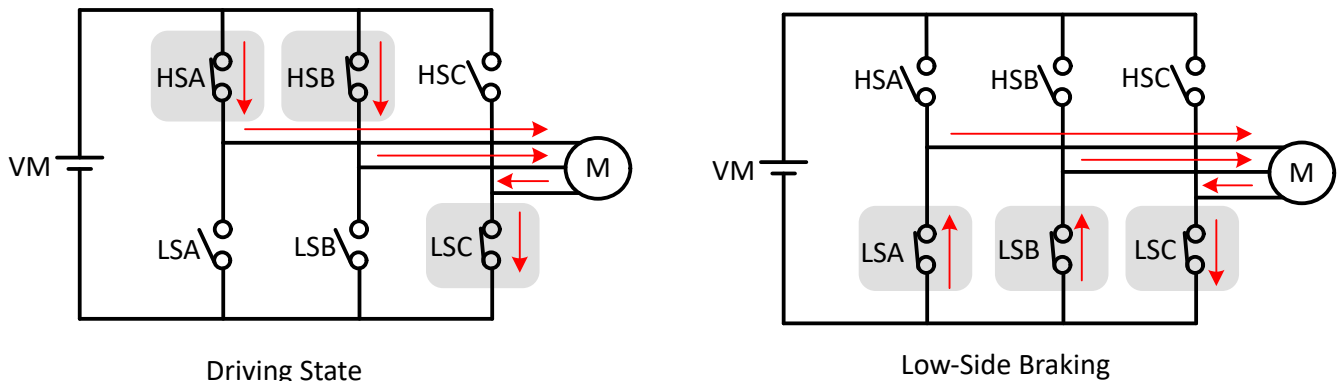 HSA
HSB
HSC
VM
M
LSA
LSB
LSC
Driving State
HSA
HSB
HSC
VM
M
LSA
LSB
LSC
Low-Side Braking